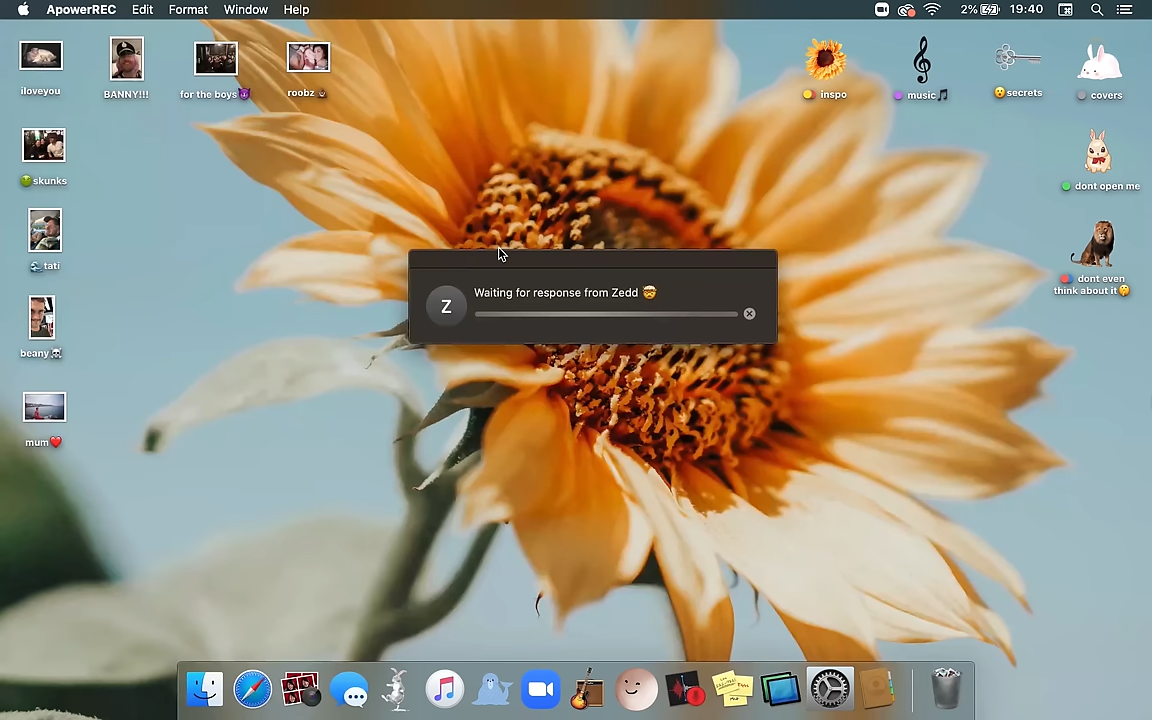 ApowerREC Edit Format Window Help
2% 19:40
iloveyou
BANNY!!!
for the boys😈
roobz
inspo
music🎵
😮secrets
covers
🤢skunks
dont open me
🌊tati
dont even
think about it🤔
Waiting for response from Zedd 🤯
Z
beany☠️
mum❤️